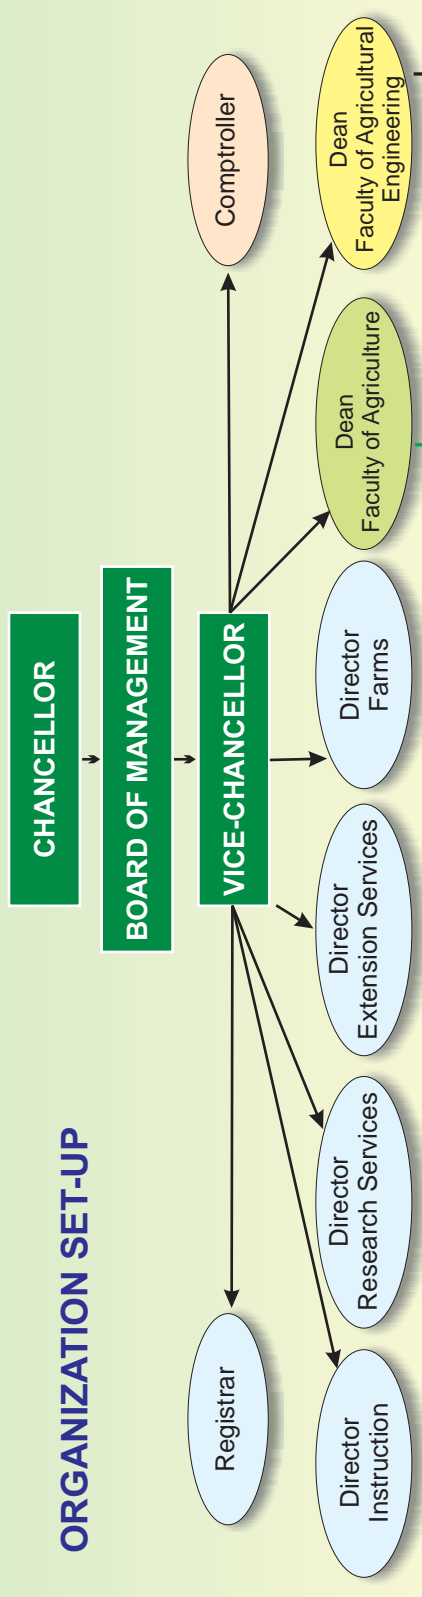 ORGANIZATION SET-UP
CHANCELLOR
BOARD OF MANAGEMENT
VICE-CHANCELLOR
Registrar
Comptroller
Director
Instruction
Director
Research Services
Director
Extension Services
Director
Farms
Dean
Faculty of Agriculture
Dean
Faculty of Agricultural
Engineering